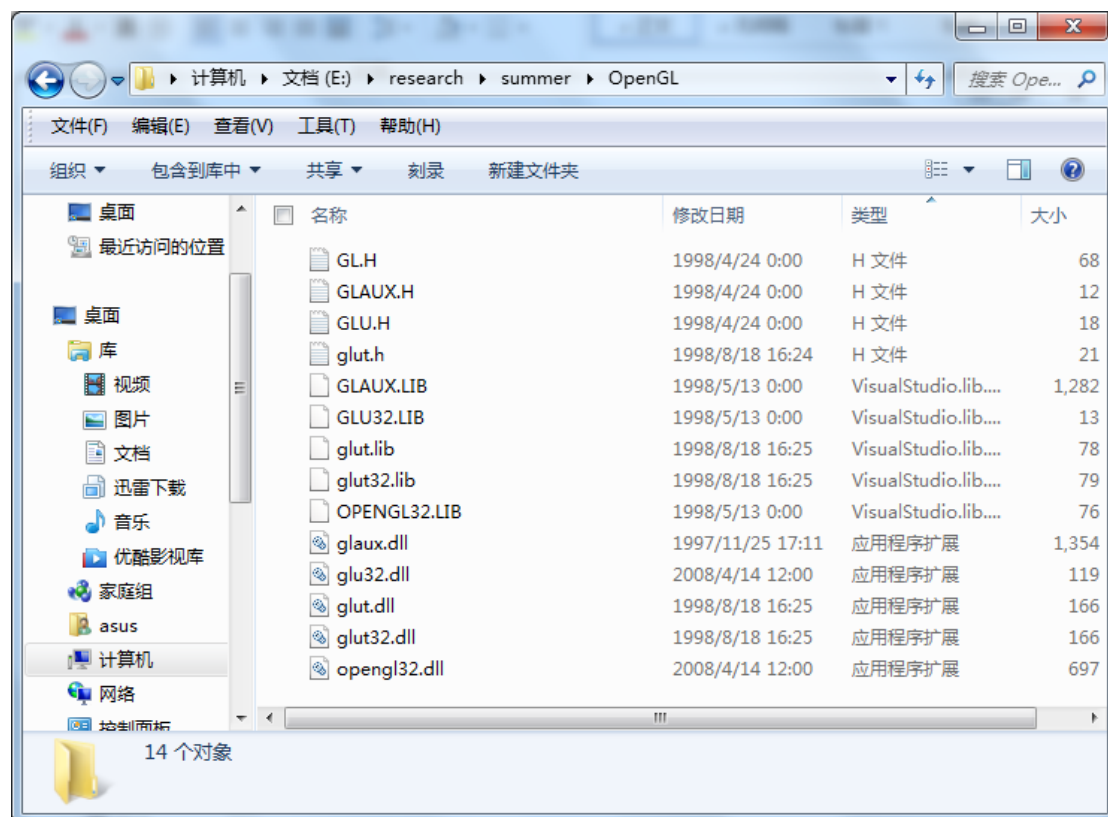 计算机 文档 (E:) research summer OpenGL 搜索 Ope...
文件(F) 编辑(E) 查看(V) 工具(T) 帮助(H)
组织 包含到库中 共享 刻录 新建文件夹
桌面
最近访问的位置
桌面
库
视频
图片
文档
迅雷下载
音乐
优酷影视库
家庭组
asus
计算机
网络
控制面板
名称 修改日期 类型 大小
GL.H 1998/4/24 0:00 H 文件 68
GLAUX.H 1998/4/24 0:00 H 文件 12
GLU.H 1998/4/24 0:00 H 文件 18
glut.h 1998/8/18 16:24 H 文件 21
GLAUX.LIB 1998/5/13 0:00 VisualStudio.lib.... 1,282
GLU32.LIB 1998/5/13 0:00 VisualStudio.lib.... 13
glut.lib 1998/8/18 16:25 VisualStudio.lib.... 78
glut32.lib 1998/8/18 16:25 VisualStudio.lib.... 79
OPENGL32.LIB 1998/5/13 0:00 VisualStudio.lib.... 76
glaux.dll 1997/11/25 17:11 应用程序扩展 1,354
glu32.dll 2008/4/14 12:00 应用程序扩展 119
glut.dll 1998/8/18 16:25 应用程序扩展 166
glut32.dll 1998/8/18 16:25 应用程序扩展 166
opengl32.dll 2008/4/14 12:00 应用程序扩展 697
14 个对象